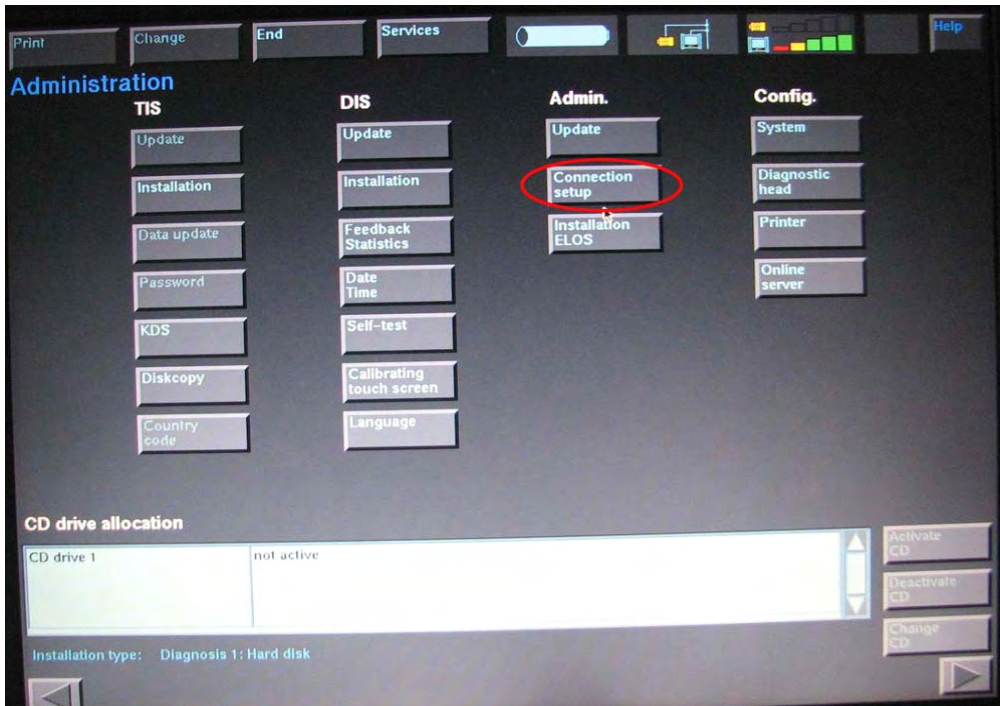 Print
Change
End
Services
Help
Administration
TIS
Update
Installation
Data update
Password
KDS
Diskcopy
Country
code
DIS
Update
Installation
Feedback
Statistics
Date
Time
Self-test
Calibrating
touch screen
Language
Admin.
Update
Connection
setup
Installation
ELOS
Config.
System
Diagnostic
head
Printer
Online
server
CD drive allocation
CD drive 1 not active
Activate
CD
Deactivate
CD
Change
CD
Installation type: Diagnosis 1: Hard disk